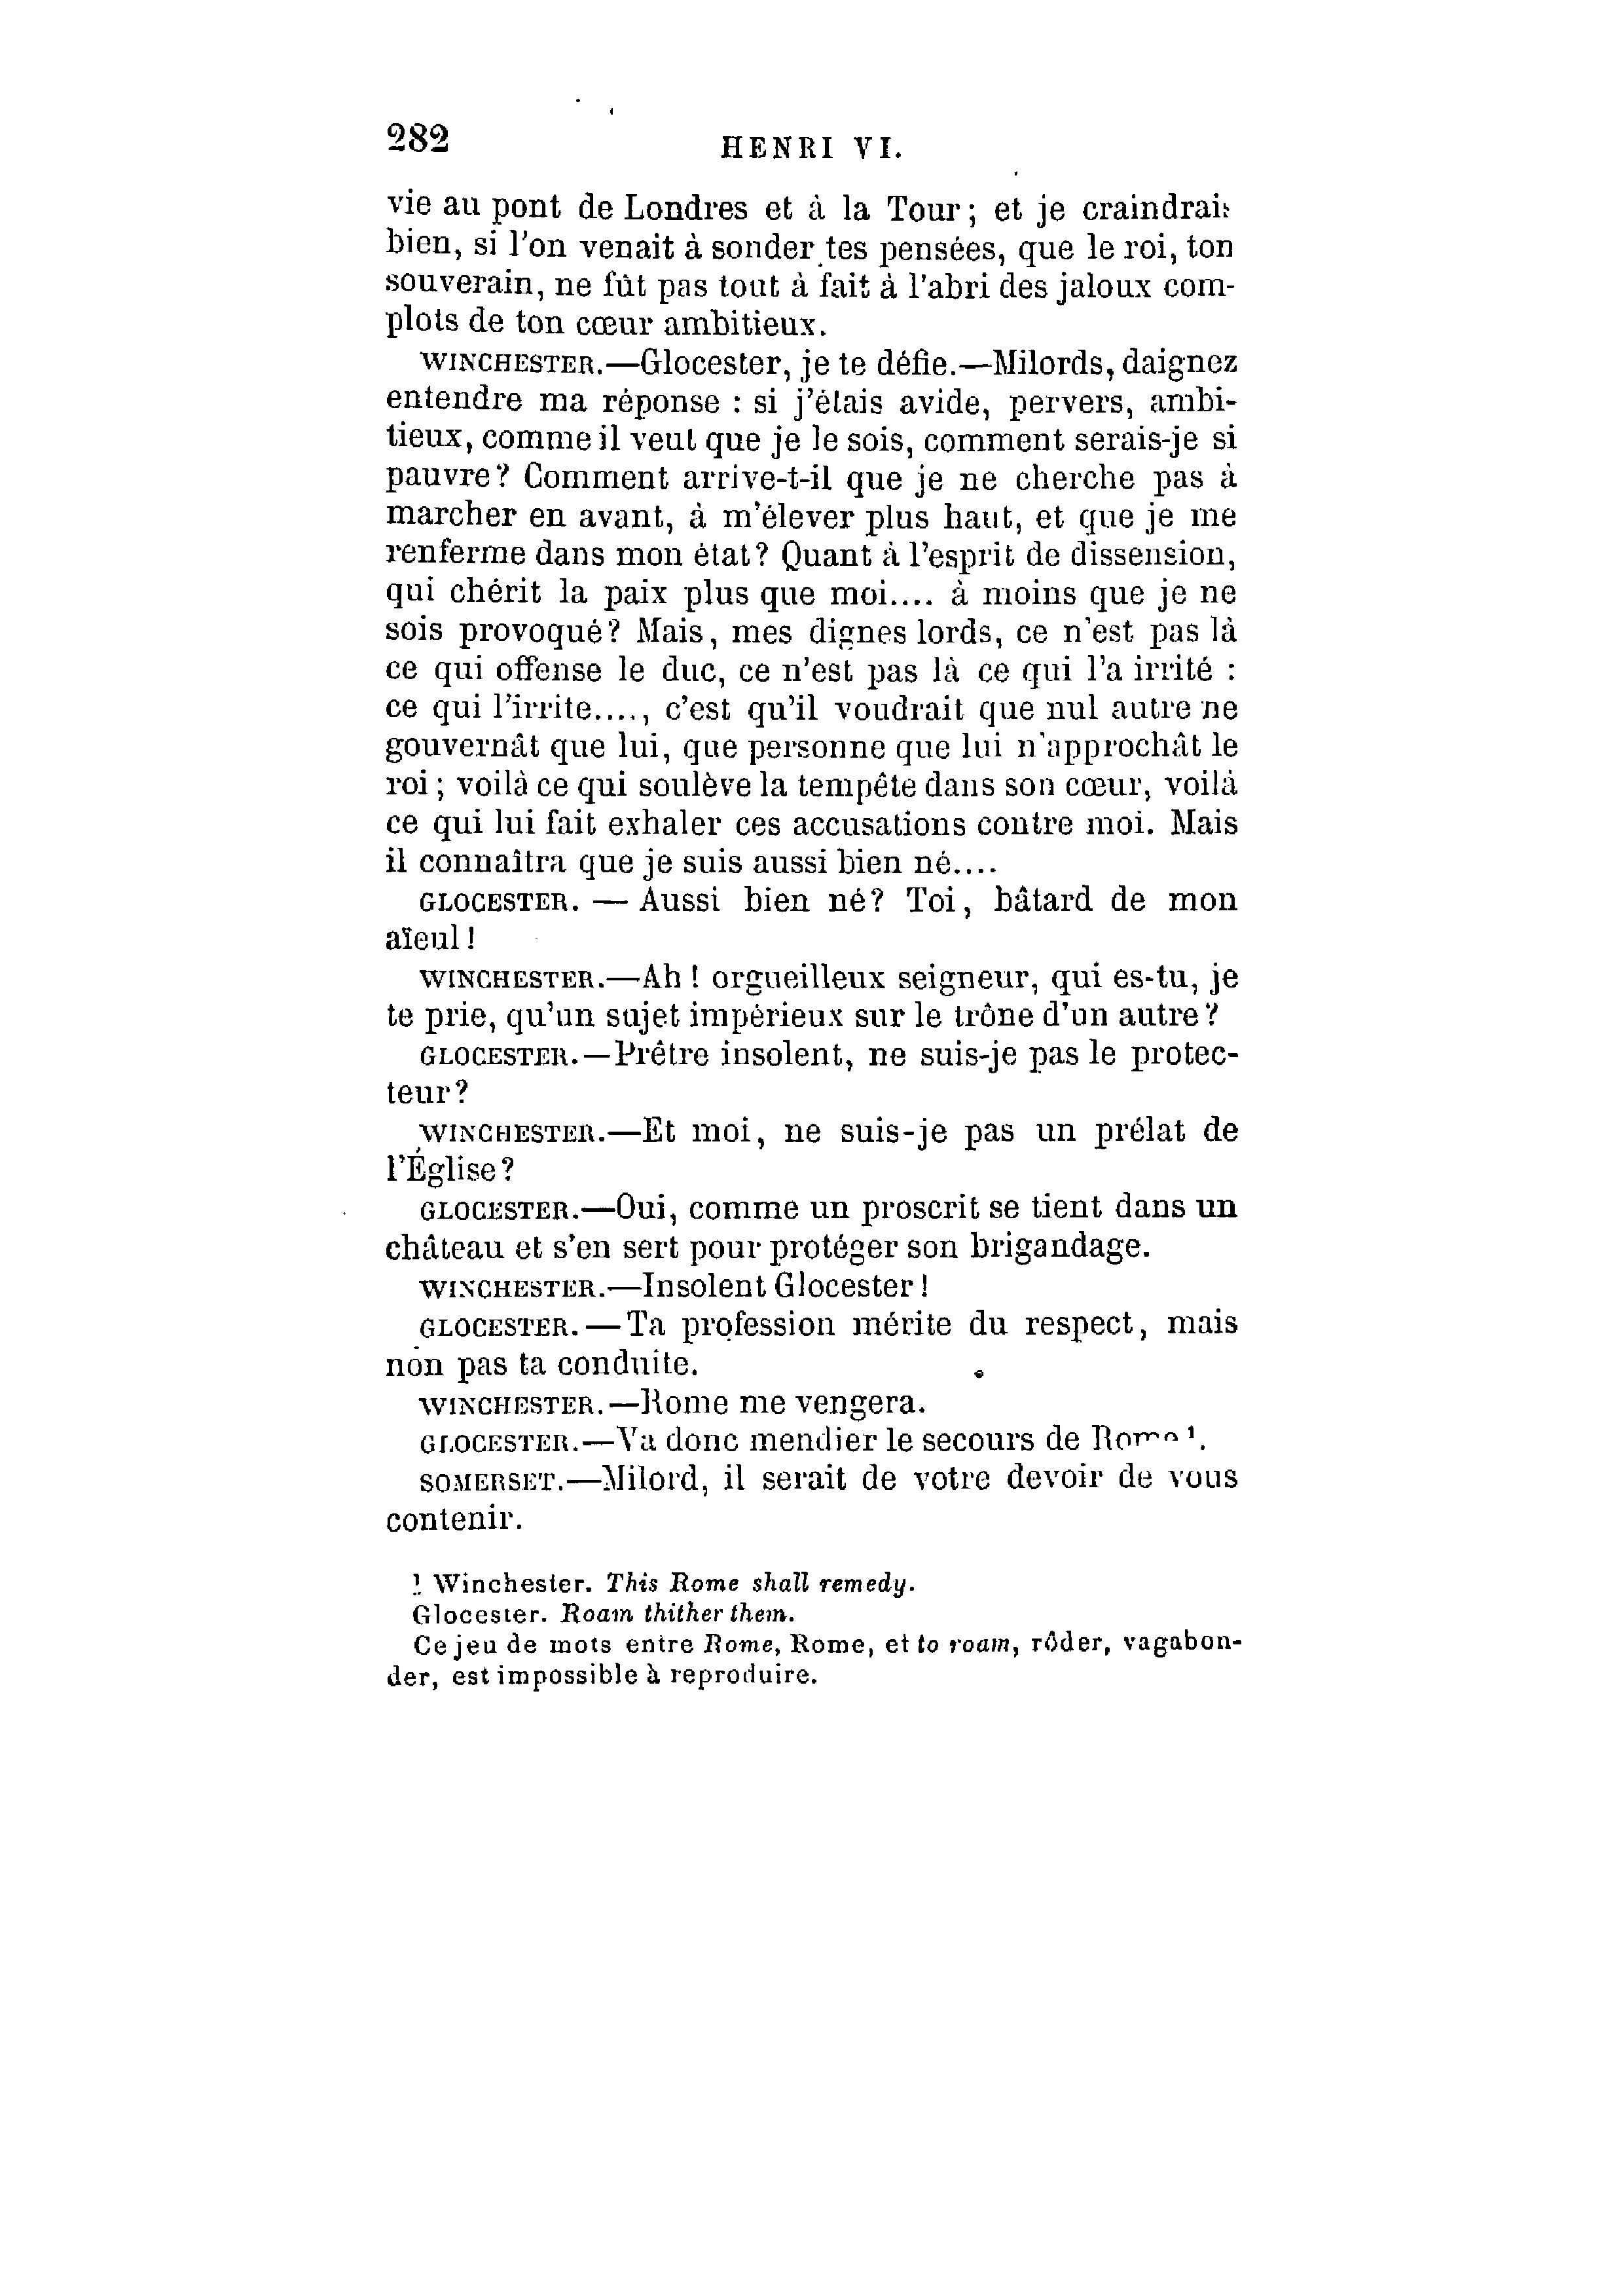 282
HENRI VI.
vie au pont de Londres et à la Tour; et je craindrais
bien, si l'on venait à sonder tes pensées, que le roi, ton
souverain, ne fût pas tout à fait à l'abri des jaloux com-
plots de ton cœur ambitieux.
WINCHESTER.—Glocester, je te défie.—Milords, daignez
entendre ma réponse : si j'étais avide, pervers, ambi-
tieux, comme il veut que je le sois, comment serais-je si
pauvre? Comment arrive-t-il que je ne cherche pas à
marcher en avant, à m'élever plus haut, et que je me
renferme dans mon état? Quant à l'esprit de dissension,
qui chérit la paix plus que moi.... à moins que je ne
sois provoqué? Mais, mes dignes lords, ce n'est pas là
ce qui offense le duc, ce n'est pas là ce qui l'a irrité :
ce qui l'irrite...., c'est qu'il voudrait que nul autre ne
gouvernât que lui, que personne que lui n'approchât le
roi ; voilà ce qui soulève la tempête dans son cœur, voilà
ce qui lui fait exhaler ces accusations contre moi. Mais
il connaîtra que je suis aussi bien né....
GLOCESTER. — Aussi bien né? Toi, bâtard de mon
aïeul!
WINCHESTER.—Ah ! orgueilleux seigneur, qui es-tu, je
te prie, qu'un sujet impérieux sur le trône d'un autre?
GLOCESTER.—Prêtre insolent, ne suis-je pas le protec-
teur?
WINCHESTER.—Et moi, ne suis-je pas un prélat de
l'Église?
GLOCESTER.—Oui, comme un proscrit se tient dans un
château et s'en sert pour protéger son brigandage.
WINCHESTER.—Insolent Glocester!
GLOCESTER.—Ta profession mérite du respect, mais
non pas ta conduite.
WINCHESTER.—Rome me vengera.
GLOCESTER.—Va donc mendier le secours de Rome ¹.
SOMERSET.—Milord, il serait de votre devoir de vous
contenir.
¹ Winchester. This Rome shall remedy.
Glocester. Roam thither them.
Ce jeu de mots entre Rome, Rome, et to roam, rôder, vagabon-
der, est impossible à reproduire.